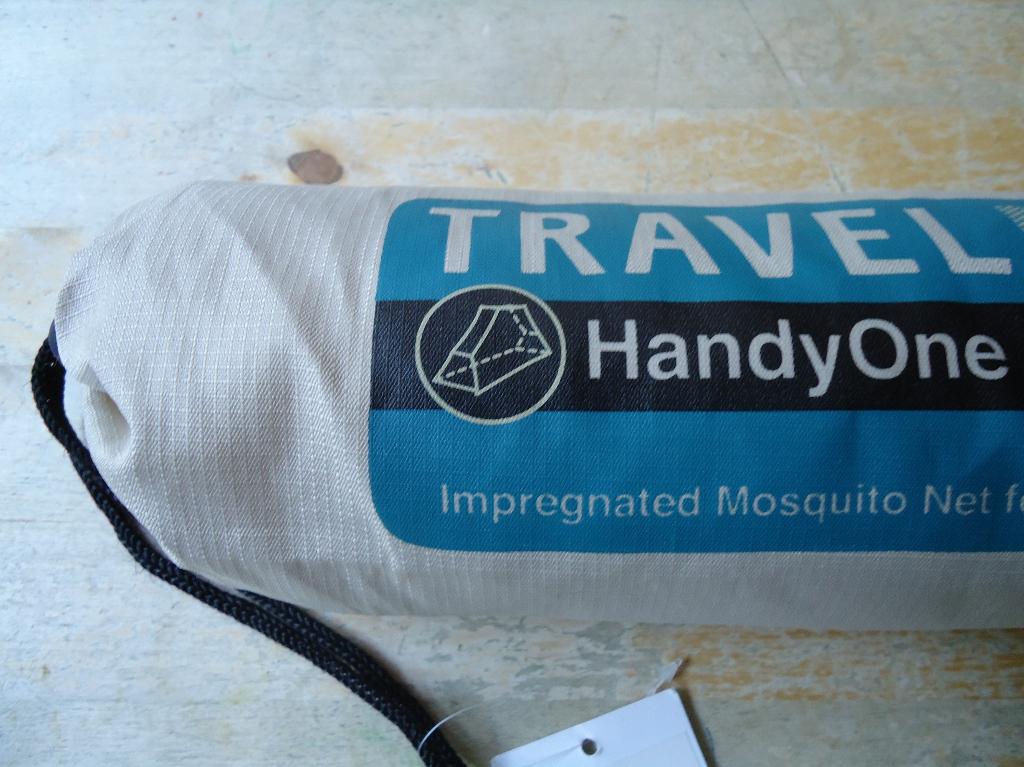 TRAVEL
HandyOne
Impregnated Mosquito Net